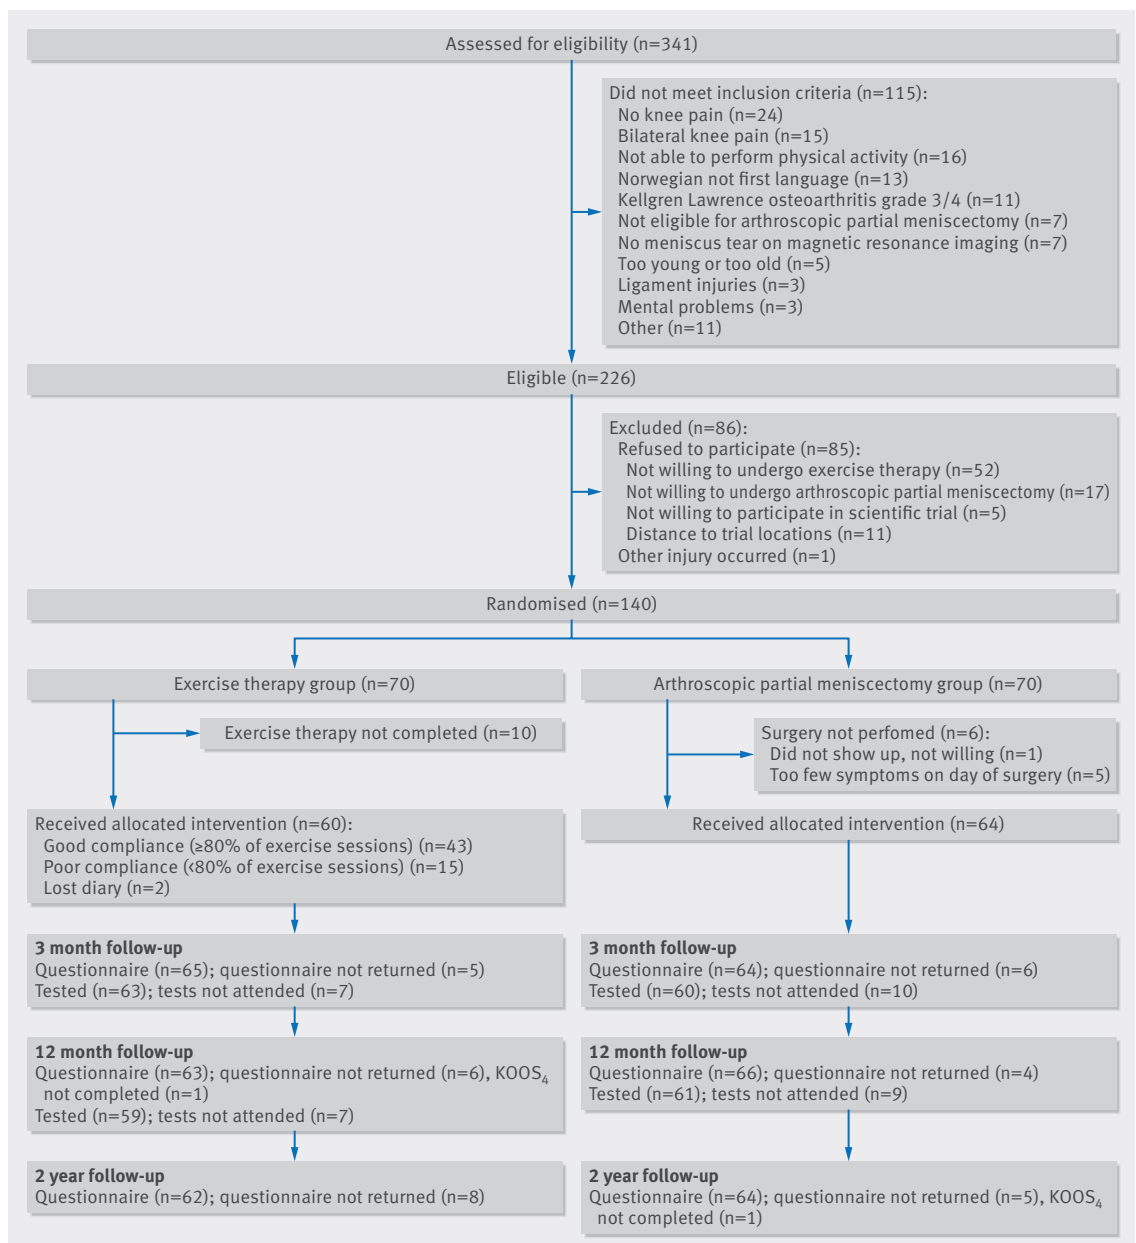 Assessed for eligibility (n=341)
Did not meet inclusion criteria (n=115):
No knee pain (n=24)
Bilateral knee pain (n=15)
Not able to perform physical activity (n=16)
Norwegian not first language (n=13)
Kellgren Lawrence osteoarthritis grade 3/4 (n=11)
Not eligible for arthroscopic partial meniscectomy (n=7)
No meniscus tear on magnetic resonance imaging (n=7)
Too young or too old (n=5)
Ligament injuries (n=3)
Mental problems (n=3)
Other (n=11)
Eligible (n=226)
Excluded (n=86):
Refused to participate (n=85):
Not willing to undergo exercise therapy (n=52)
Not willing to undergo arthroscopic partial meniscectomy (n=17)
Not willing to participate in scientific trial (n=5)
Distance to trial locations (n=11)
Other injury occurred (n=1)
Randomised (n=140)
Exercise therapy group (n=70)
Exercise therapy not completed (n=10)
Received allocated intervention (n=60):
Good compliance (≥80% of exercise sessions) (n=43)
Poor compliance (<80% of exercise sessions) (n=15)
Lost diary (n=2)
3 month follow-up
Questionnaire (n=65); questionnaire not returned (n=5)
Tested (n=63); tests not attended (n=7)
12 month follow-up
Questionnaire (n=63); questionnaire not returned (n=6), KOOS₄
not completed (n=1)
Tested (n=59); tests not attended (n=7)
2 year follow-up
Questionnaire (n=62); questionnaire not returned (n=8)
Arthroscopic partial meniscectomy group (n=70)
Surgery not perfomed (n=6):
Did not show up, not willing (n=1)
Too few symptoms on day of surgery (n=5)
Received allocated intervention (n=64)
3 month follow-up
Questionnaire (n=64); questionnaire not returned (n=6)
Tested (n=60); tests not attended (n=10)
12 month follow-up
Questionnaire (n=66); questionnaire not returned (n=4)
Tested (n=61); tests not attended (n=9)
2 year follow-up
Questionnaire (n=64); questionnaire not returned (n=5), KOOS₄
not completed (n=1)